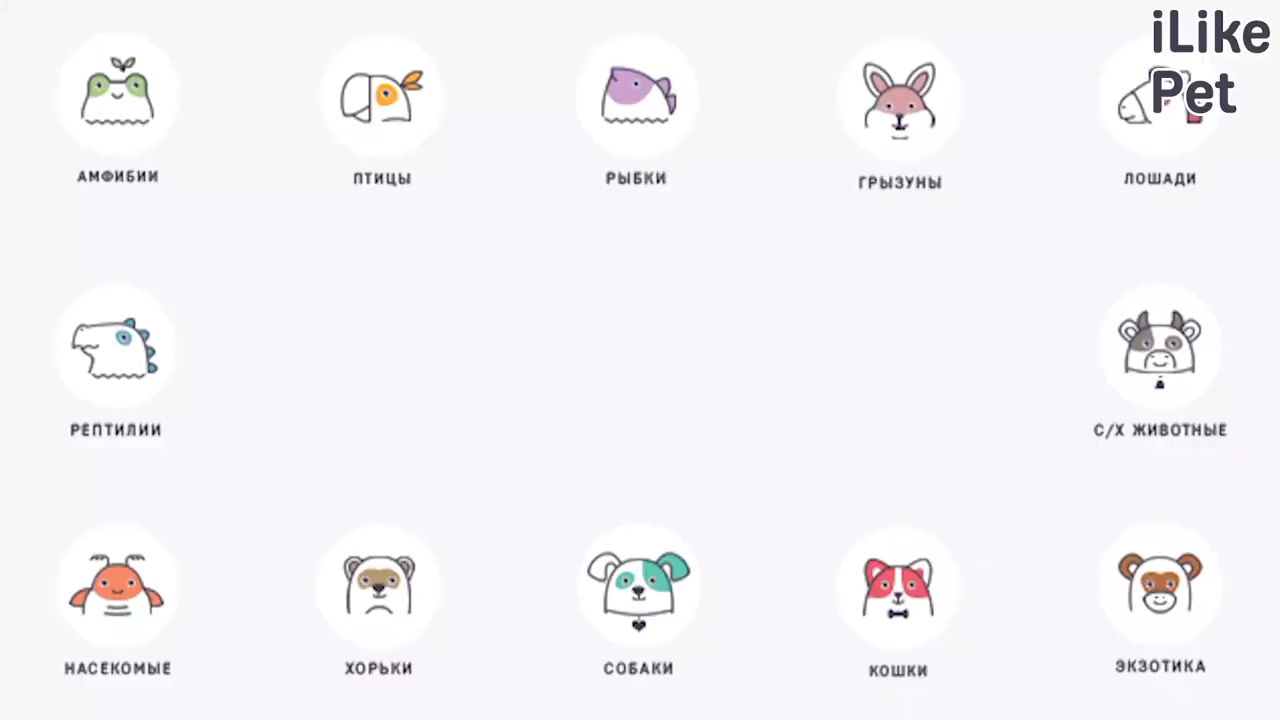 iLike
Pet
АМФИБИИ
ПТИЦЫ
РЫБКИ
ГРЫЗУНЫ
ЛОШАДИ
РЕПТИЛИИ
С/Х ЖИВОТНЫЕ
НАСЕКОМЫЕ
ХОРЬКИ
СОБАКИ
КОШКИ
ЭКЗОТИКА